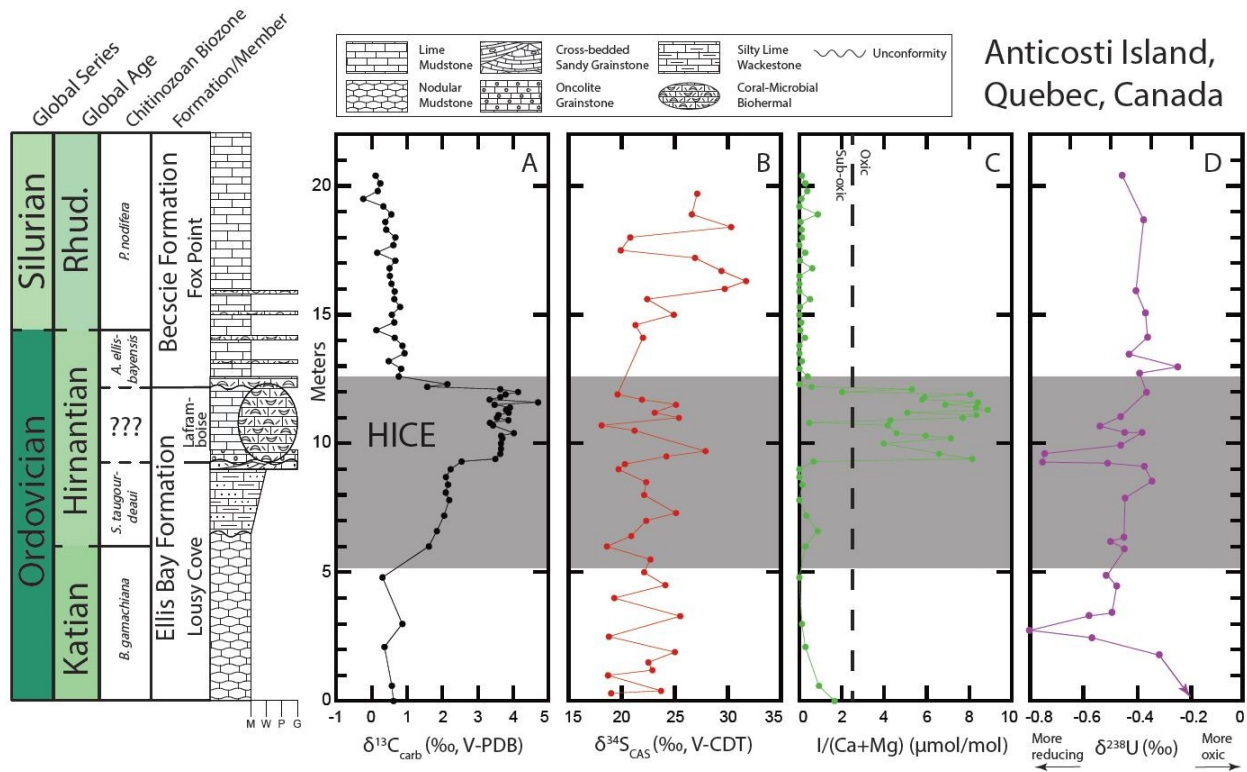 Global Series
Global Age
Chitinozoan Biozone
Formation/Member
Lime
Mudstone
Cross-bedded
Sandy Grainstone
Silty Lime
Wackestone
Unconformity
Nodular
Mudstone
Oncolite
Grainstone
Coral-Microbial
Biohermal
Anticosti Island,
Quebec, Canada
Silurian
Ordovician
Rhud.
Hirnantian
Katian
P. nodifera
A. ellis-
bayensis
???
S. taugour-
deaui
B. gamachiana
Becscie Formation
Fox Point
Ellis Bay Formation
Lafram-
boise
Lousy Cove
M W P G
Meters
20
15
10
5
0
A
B
C
D
HICE
Sub-oxic
Oxic
-1 0 1 2 3 4 5
15 20 25 30 35
0 2 4 6 8 10
-0.8 -0.6 -0.4 -0.2 0
δ¹³Ccarb (‰, V-PDB)
δ³⁴SCAS (‰, V-CDT)
I/(Ca+Mg) (μmol/mol)
More
reducing
δ²³⁸U (‰)
More
oxic